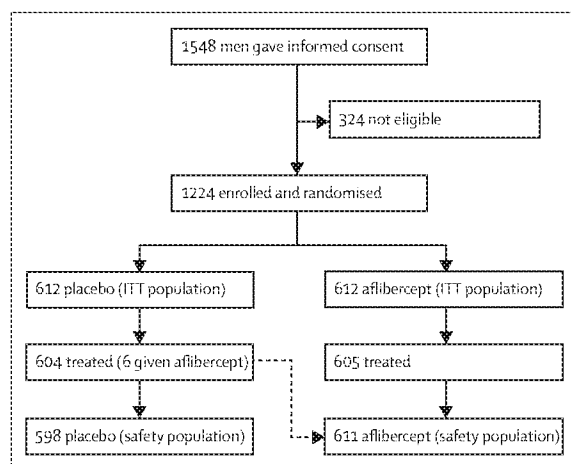 1548 men gave informed consent
324 not eligible
1224 enrolled and randomised
612 placebo (ITT population)
612 aflibercept (ITT population)
604 treated (6 given aflibercept)
605 treated
598 placebo (safety population)
611 aflibercept (safety population)